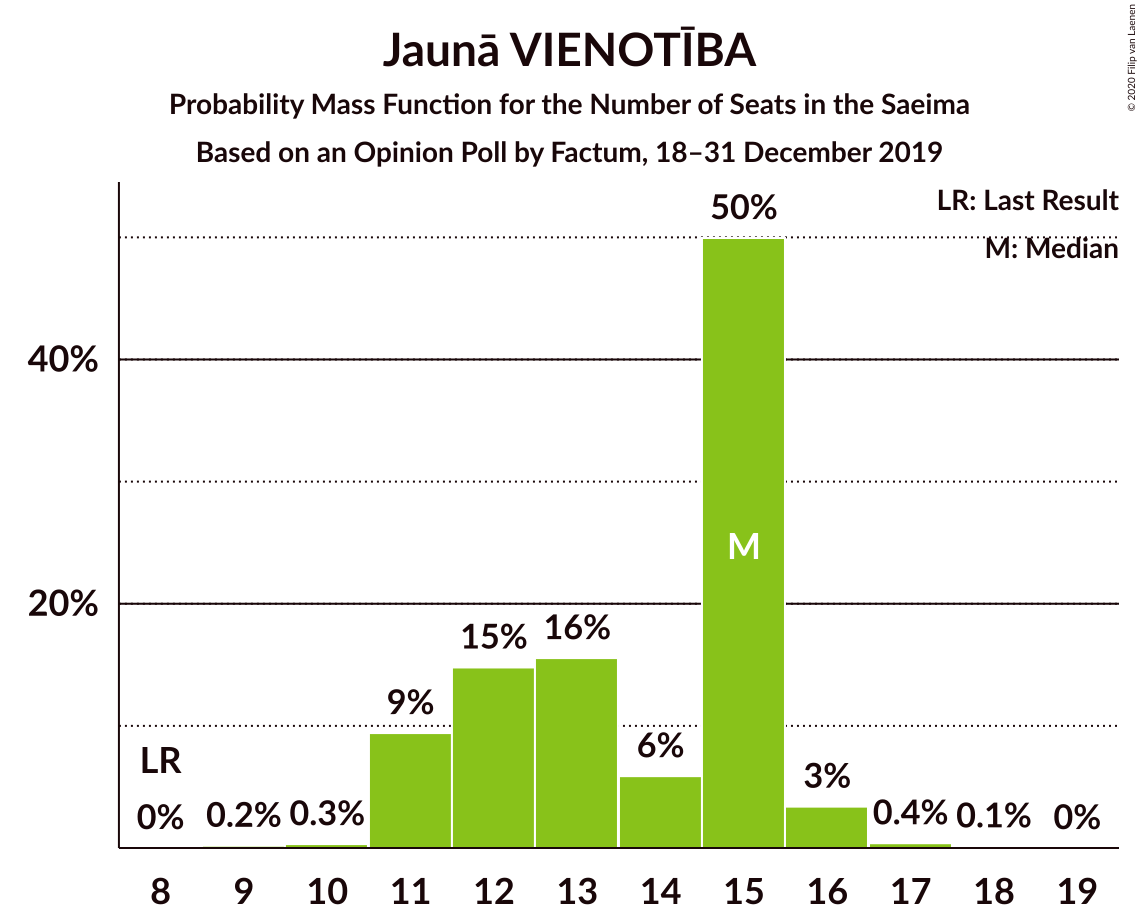 Jaunā VIENOTĪBA
Probability Mass Function for the Number of Seats in the Saeima
Based on an Opinion Poll by Factum, 18–31 December 2019
© 2020 Filip van Laenen
LR: Last Result
M: Median
50%
40%
20%
M
16%
15%
9%
6%
3%
LR
0%
0.2%
0.3%
0.4%
0.1%
0%
8 9 10 11 12 13 14 15 16 17 18 19